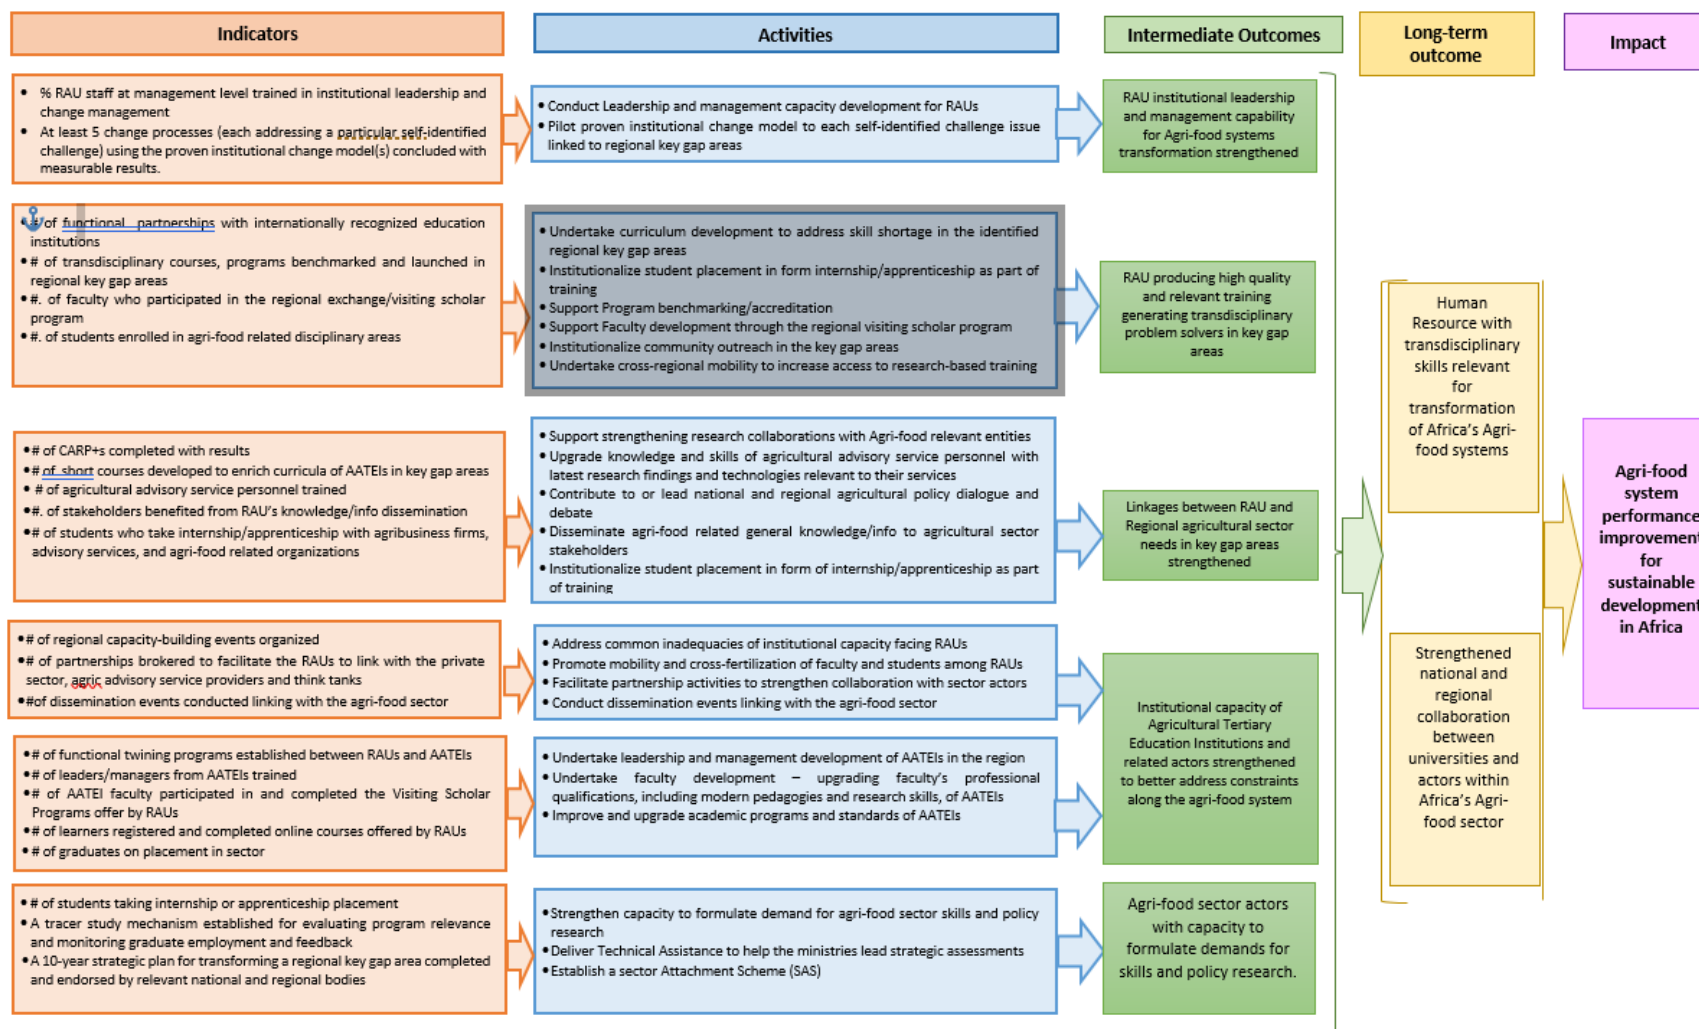 Indicators
Activities
Intermediate Outcomes
Long-term
outcome
Impact
• % RAU staff at management level trained in institutional leadership and
change management
• At least 5 change processes (each addressing a particular self-identified
challenge) using the proven institutional change model(s) concluded with
measurable results.
• Conduct Leadership and management capacity development for RAUs
• Pilot proven institutional change model to each self-identified challenge issue
linked to regional key gap areas
RAU institutional leadership
and management capability
for Agri-food systems
transformation strengthened
•# of functional partnerships with internationally recognized education
institutions
•# of transdisciplinary courses, programs benchmarked and launched in
regional key gap areas
•#. of faculty who participated in the regional exchange/visiting scholar
program
•#. of students enrolled in agri-food related disciplinary areas
• Undertake curriculum development to address skill shortage in the identified
regional key gap areas
• Institutionalize student placement in form internship/apprenticeship as part of
training
• Support Program benchmarking/accreditation
• Support Faculty development through the regional visiting scholar program
• Institutionalize community outreach in the key gap areas
• Undertake cross-regional mobility to increase access to research-based training
RAU producing high quality
and relevant training
generating transdisciplinary
problem solvers in key gap
areas
•# of CARP+s completed with results
•# of short courses developed to enrich curricula of AATEIs in key gap areas
• # of agricultural advisory service personnel trained
•#. of stakeholders benefited from RAU's knowledge/info dissemination
•# of students who take internship/apprenticeship with agribusiness firms,
advisory services, and agri-food related organizations
• Support strengthening research collaborations with Agri-food relevant entities
• Upgrade knowledge and skills of agricultural advisory service personnel with
latest research findings and technologies relevant to their services
• Contribute to or lead national and regional agricultural policy dialogue and
debate
• Disseminate agri-food related general knowledge/info to agricultural sector
stakeholders
• Institutionalize student placement in form of internship/apprenticeship as part
of training
Linkages between RAU and
Regional agricultural sector
needs in key gap areas
strengthened
•# of regional capacity-building events organized
•# of partnerships brokered to facilitate the RAUs to link with the private
sector, agric advisory service providers and think tanks
•#of dissemination events conducted linking with the agri-food sector
• Address common inadequacies of institutional capacity facing RAUs
• Promote mobility and cross-fertilization of faculty and students among RAUs
• Facilitate partnership activities to strengthen collaboration with sector actors
• Conduct dissemination events linking with the agri-food sector
Institutional capacity of
Agricultural Tertiary
Education Institutions and
related actors strengthened
to better address constraints
along the agri-food system
•# of functional twining programs established between RAUs and AATEIs
•# of leaders/managers from AATEIs trained
•# of AATEI faculty participated in and completed the Visiting Scholar
Programs offer by RAUs
•# of learners registered and completed online courses offered by RAUs
•# of graduates on placement in sector
• Undertake leadership and management development of AATEIs in the region
• Undertake faculty development – upgrading faculty's professional
qualifications, including modern pedagogies and research skills, of AATEIs
• Improve and upgrade academic programs and standards of AATEIs
•# of students taking internship or apprenticeship placement
•A tracer study mechanism established for evaluating program relevance
and monitoring graduate employment and feedback
•A 10-year strategic plan for transforming a regional key gap area completed
and endorsed by relevant national and regional bodies
•Strengthen capacity to formulate demand for agri-food sector skills and policy
research
•Deliver Technical Assistance to help the ministries lead strategic assessments
•Establish a sector Attachment Scheme (SAS)
Agri-food sector actors
with capacity to
formulate demands for
skills and policy research.
Human
Resource with
transdisciplinary
skills relevant
for
transformation
of Africa's Agri-
food systems
Strengthened
national and
regional
collaboration
between
universities and
actors within
Africa's Agri-
food sector
Agri-food
system
performance
improvement
for
sustainable
development
in Africa